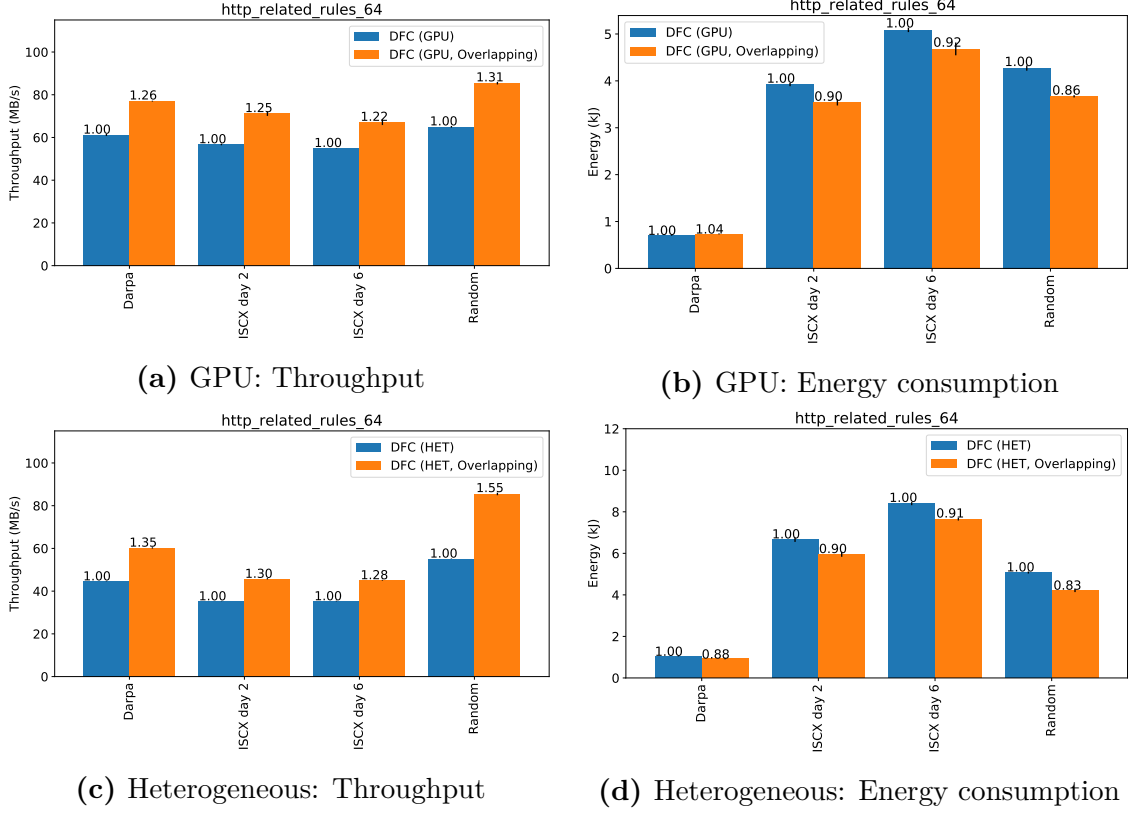 http_related_rules_64
DFC (GPU)
DFC (GPU, Overlapping)
Throughput (MB/s)
100
80
60
40
20
0
1.00
1.26
1.00
1.25
1.00
1.22
1.00
1.31
Darpa
ISCX day 2
ISCX day 6
Random
(a) GPU: Throughput
http_related_rules_64
DFC (GPU)
DFC (GPU, Overlapping)
Energy (kJ)
5
4
3
2
1
0
1.00
1.04
1.00
0.90
1.00
0.92
1.00
0.86
Darpa
ISCX day 2
ISCX day 6
Random
(b) GPU: Energy consumption
http_related_rules_64
DFC (HET)
DFC (HET, Overlapping)
Throughput (MB/s)
100
80
60
40
20
0
1.00
1.35
1.00
1.30
1.00
1.28
1.00
1.55
Darpa
ISCX day 2
ISCX day 6
Random
(c) Heterogeneous: Throughput
http_related_rules_64
DFC (HET)
DFC (HET, Overlapping)
Energy (kJ)
12
10
8
6
4
2
0
1.00
0.88
1.00
0.90
1.00
0.91
1.00
0.83
Darpa
ISCX day 2
ISCX day 6
Random
(d) Heterogeneous: Energy consumption